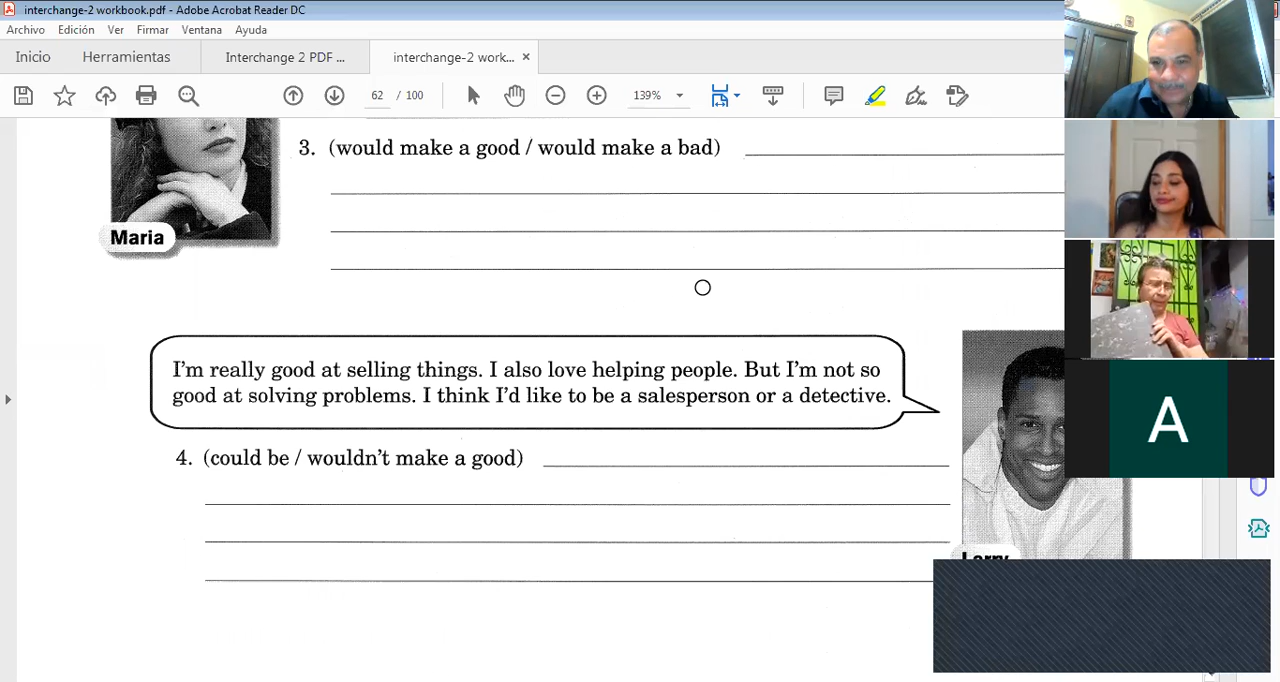 interchange-2 workbook.pdf - Adobe Acrobat Reader DC
Archivo Edición Ver Firmar Ventana Ayuda
Inicio Herramientas Interchange 2 PDF ... interchange-2 work... ×
62 / 100 139%
3. (would make a good / would make a bad)
Maria
I'm really good at selling things. I also love helping people. But I'm not so
good at solving problems. I think I'd like to be a salesperson or a detective.
4. (could be / wouldn't make a good)
Larry
A